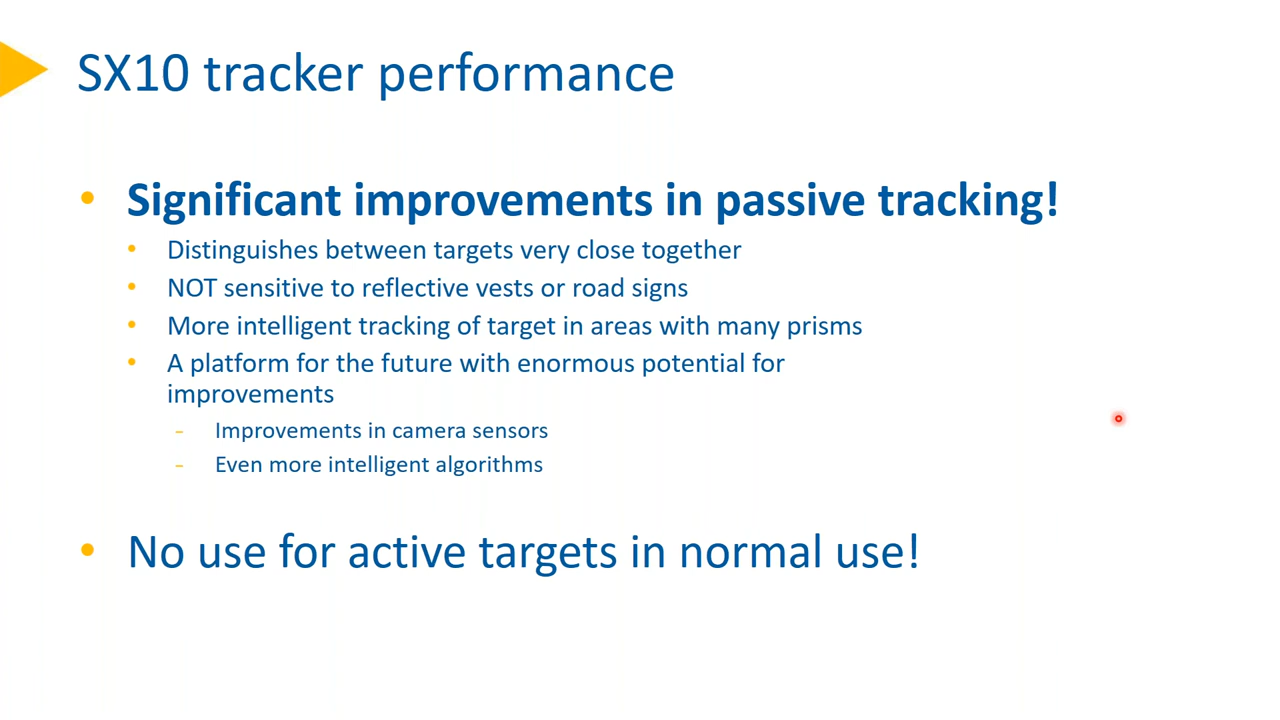 SX10 tracker performance
• Significant improvements in passive tracking!
• Distinguishes between targets very close together
• NOT sensitive to reflective vests or road signs
• More intelligent tracking of target in areas with many prisms
• A platform for the future with enormous potential for
improvements
- Improvements in camera sensors
- Even more intelligent algorithms
• No use for active targets in normal use!